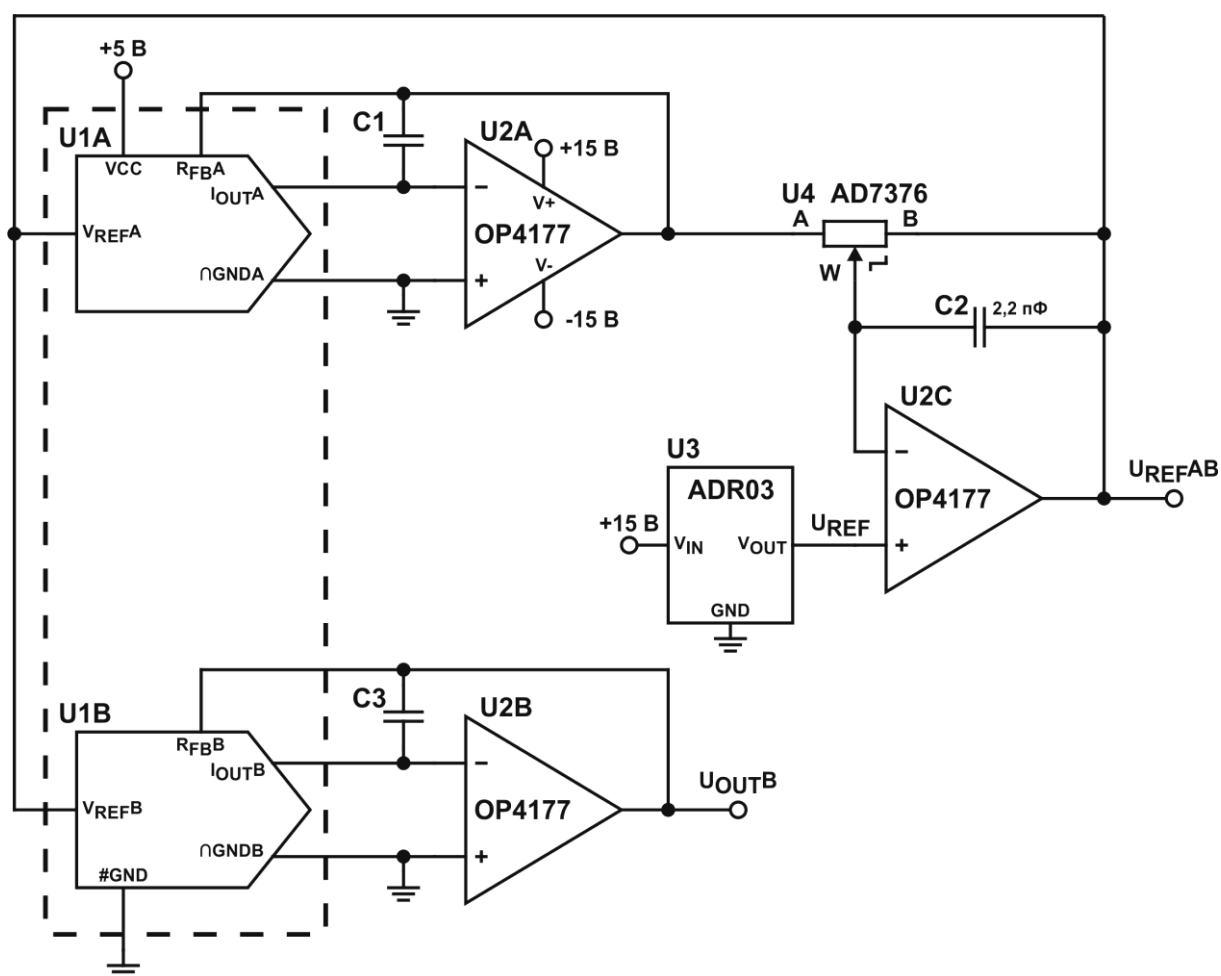 +5 В
U1A
VCC
RFBA
IOUTA
VREFA
∩GNDA
C1
U2A
+15 В
V+
−
OP4177
V-
+
-15 В
U4 AD7376
A
B
W
C2
2,2 пФ
U2C
−
OP4177
+
UREFAB
U3
ADR03
+15 В
VIN
VOUT
GND
UREF
U1B
RFBB
IOUTB
VREFB
∩GNDB
#GND
C3
U2B
−
OP4177
+
UOUTB